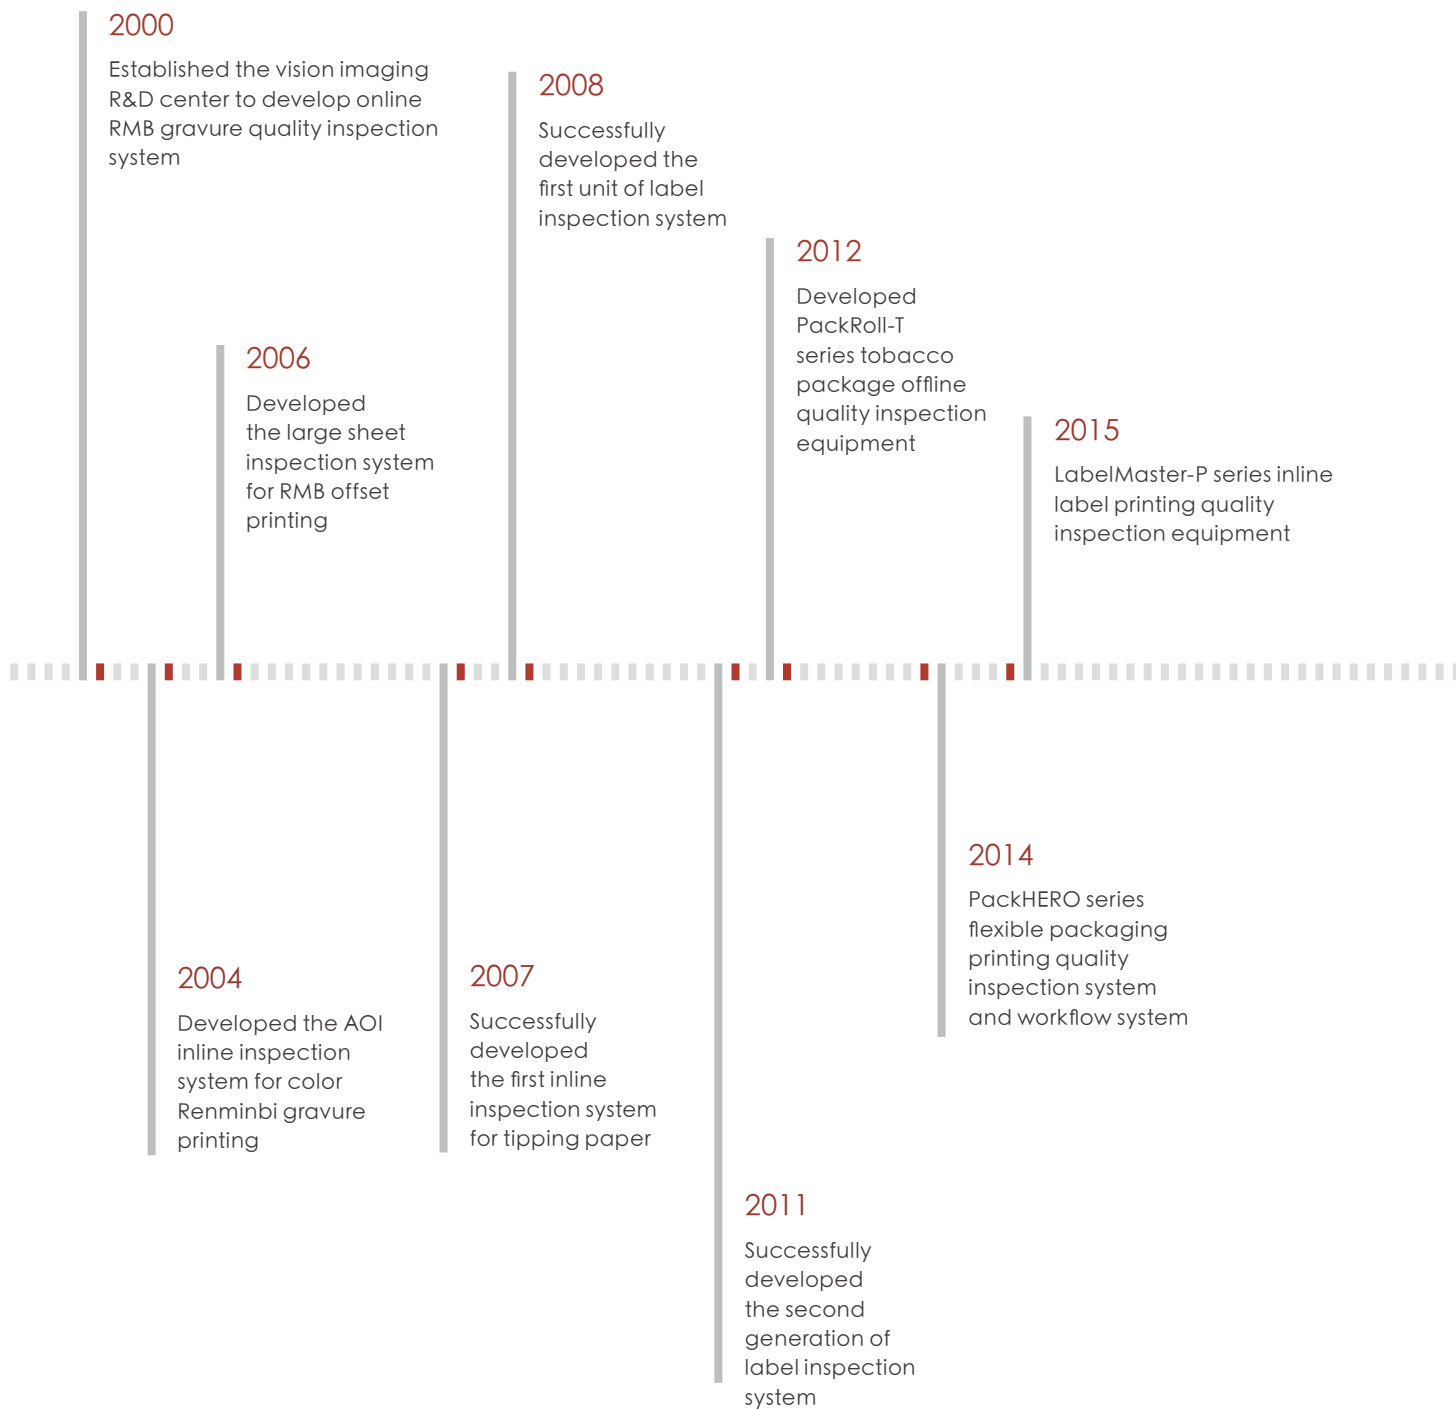 2000
Established the vision imaging
R&D center to develop online
RMB gravure quality inspection
system
2008
Successfully
developed the
first unit of label
inspection system
2012
Developed
PackRoll-T
series tobacco
package offline
quality inspection
equipment
2006
Developed
the large sheet
inspection system
for RMB offset
printing
2015
LabelMaster-P series inline
label printing quality
inspection equipment
2004
Developed the AOI
inline inspection
system for color
Renminbi gravure
printing
2007
Successfully
developed
the first inline
inspection system
for tipping paper
2014
PackHERO series
flexible packaging
printing quality
inspection system
and workflow system
2011
Successfully
developed
the second
generation of
label inspection
system